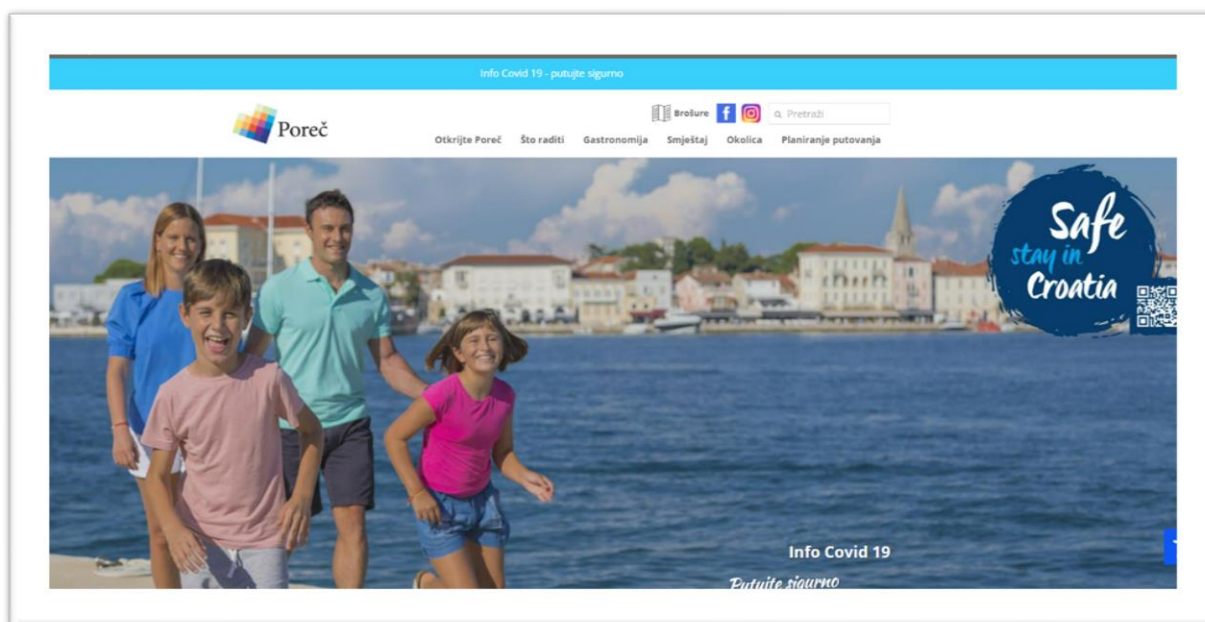 Info Covid 19 - putujte sigurno
Poreč
Brošure
Pretraži
Otkrijte Poreč Što raditi Gastronomija Smještaj Okolica Planiranje putovanja
Safe
stay in
Croatia
Info Covid 19
Putujte sigurno